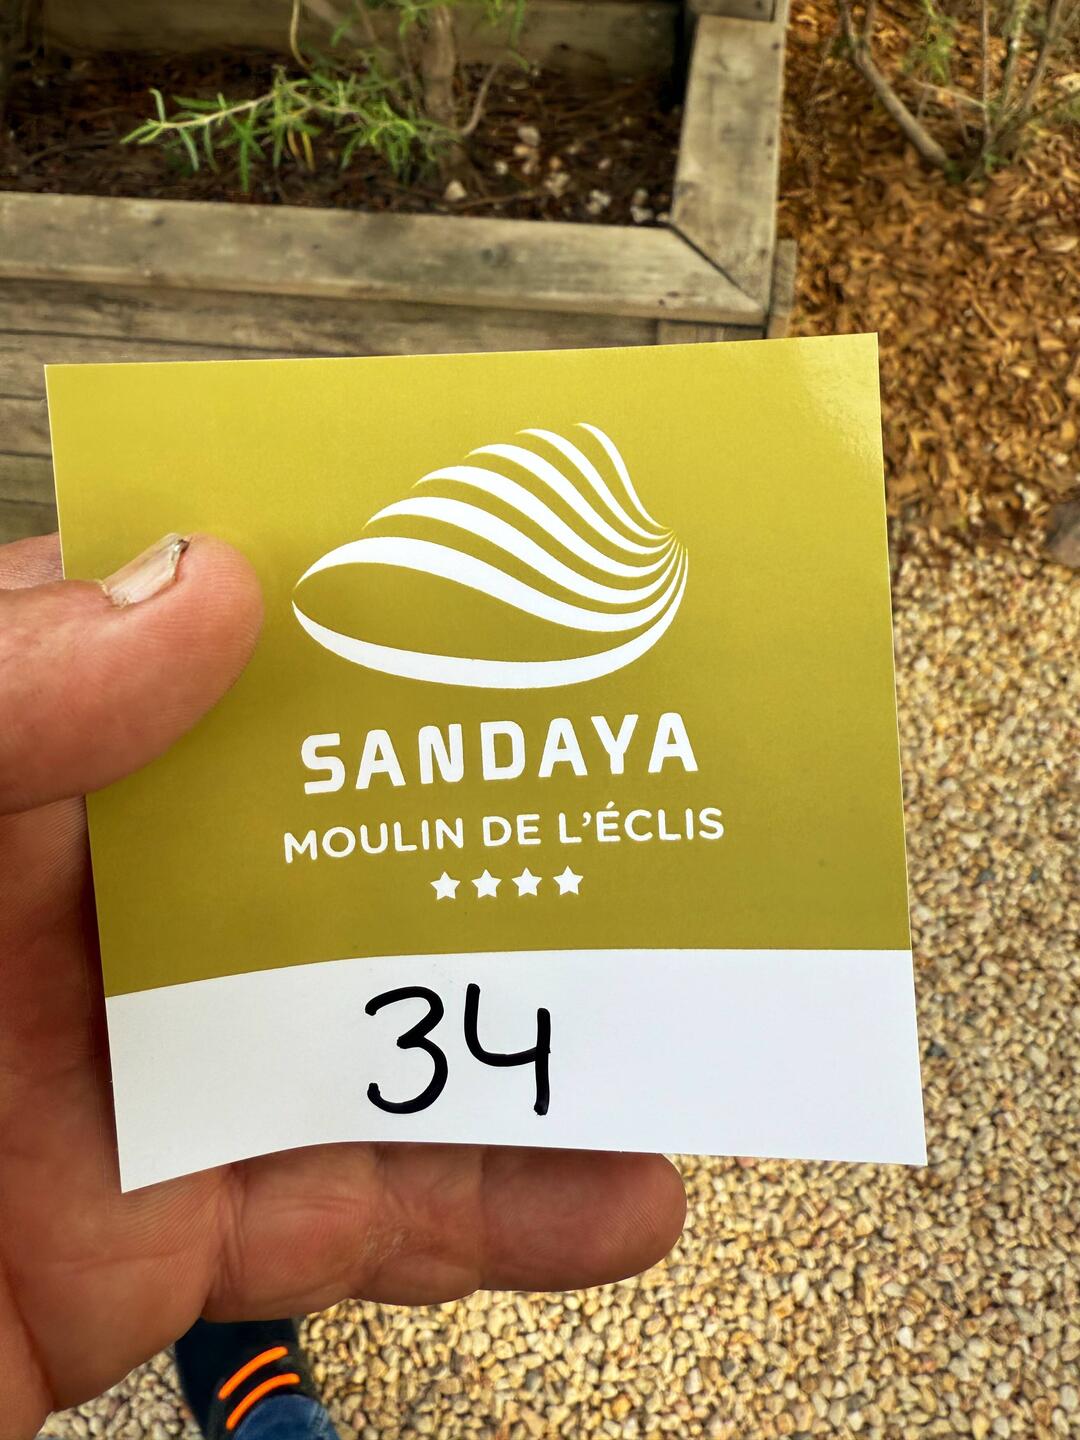 SANDAYA
MOULIN DE L'ÉCLIS
34